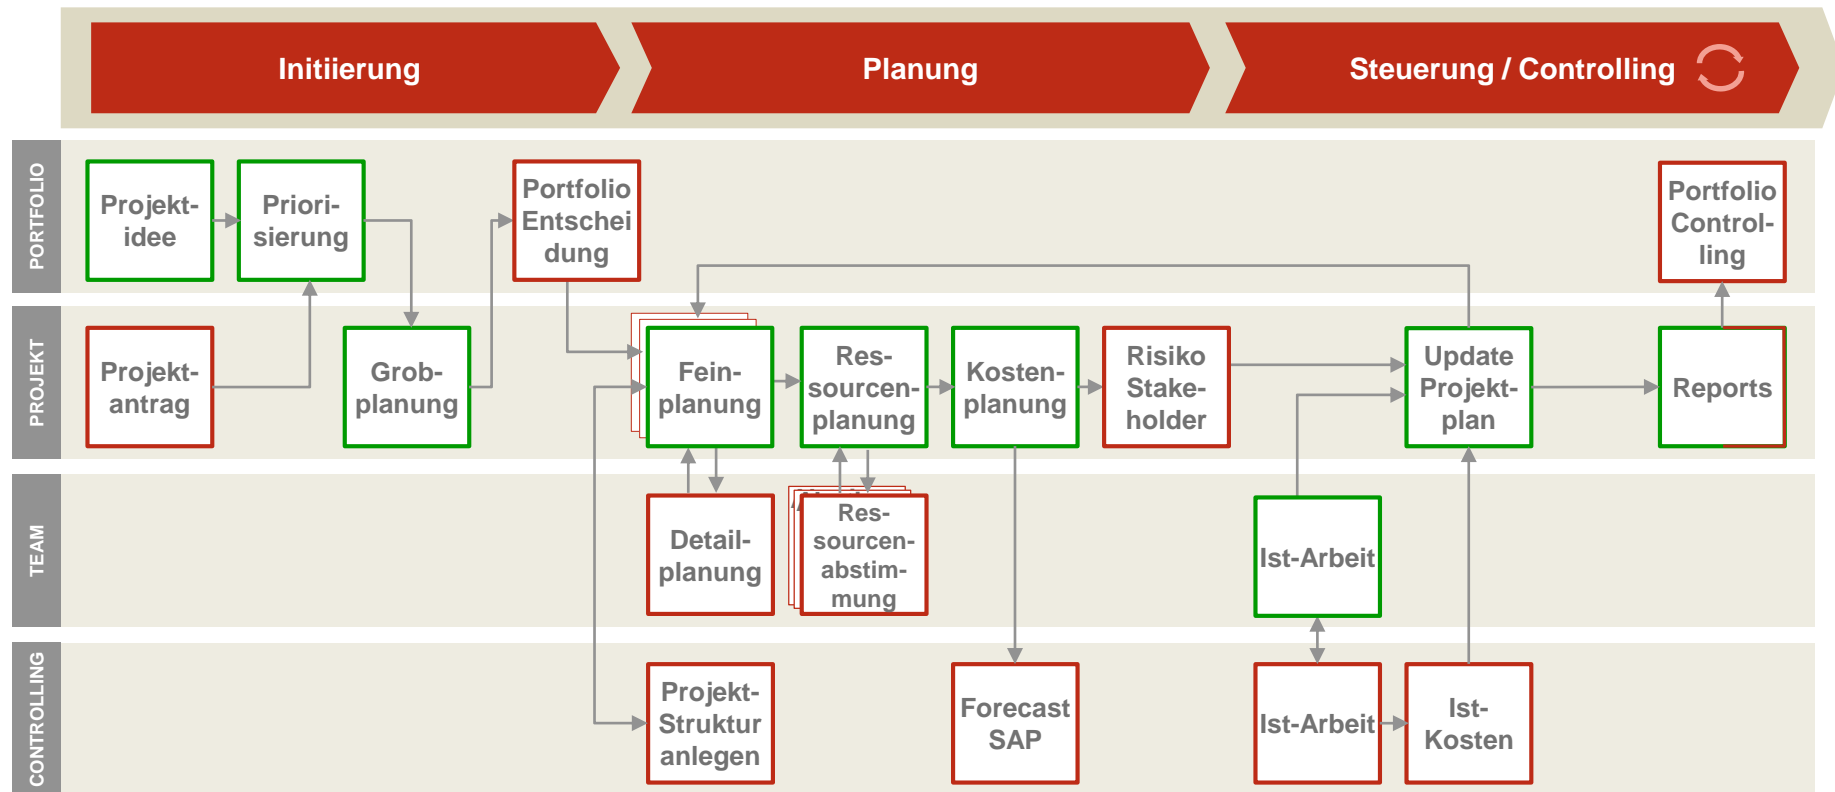 Initiierung
Planung
Steuerung / Controlling
PORTFOLIO
Projekt-
idee
Priori-
sierung
Portfolio
Entschei
dung
Portfolio
Control-
ling
PROJEKT
Projekt-
antrag
Grob-
planung
Fein-
planung
Res-
sourcen-
planung
Kosten-
planung
Risiko
Stake-
holder
Update
Projekt-
plan
Reports
TEAM
Detail-
planung
Res-
sourcen-
abstim-
mung
Ist-Arbeit
CONTROLLING
Projekt-
Struktur
anlegen
Forecast
SAP
Ist-Arbeit
Ist-
Kosten